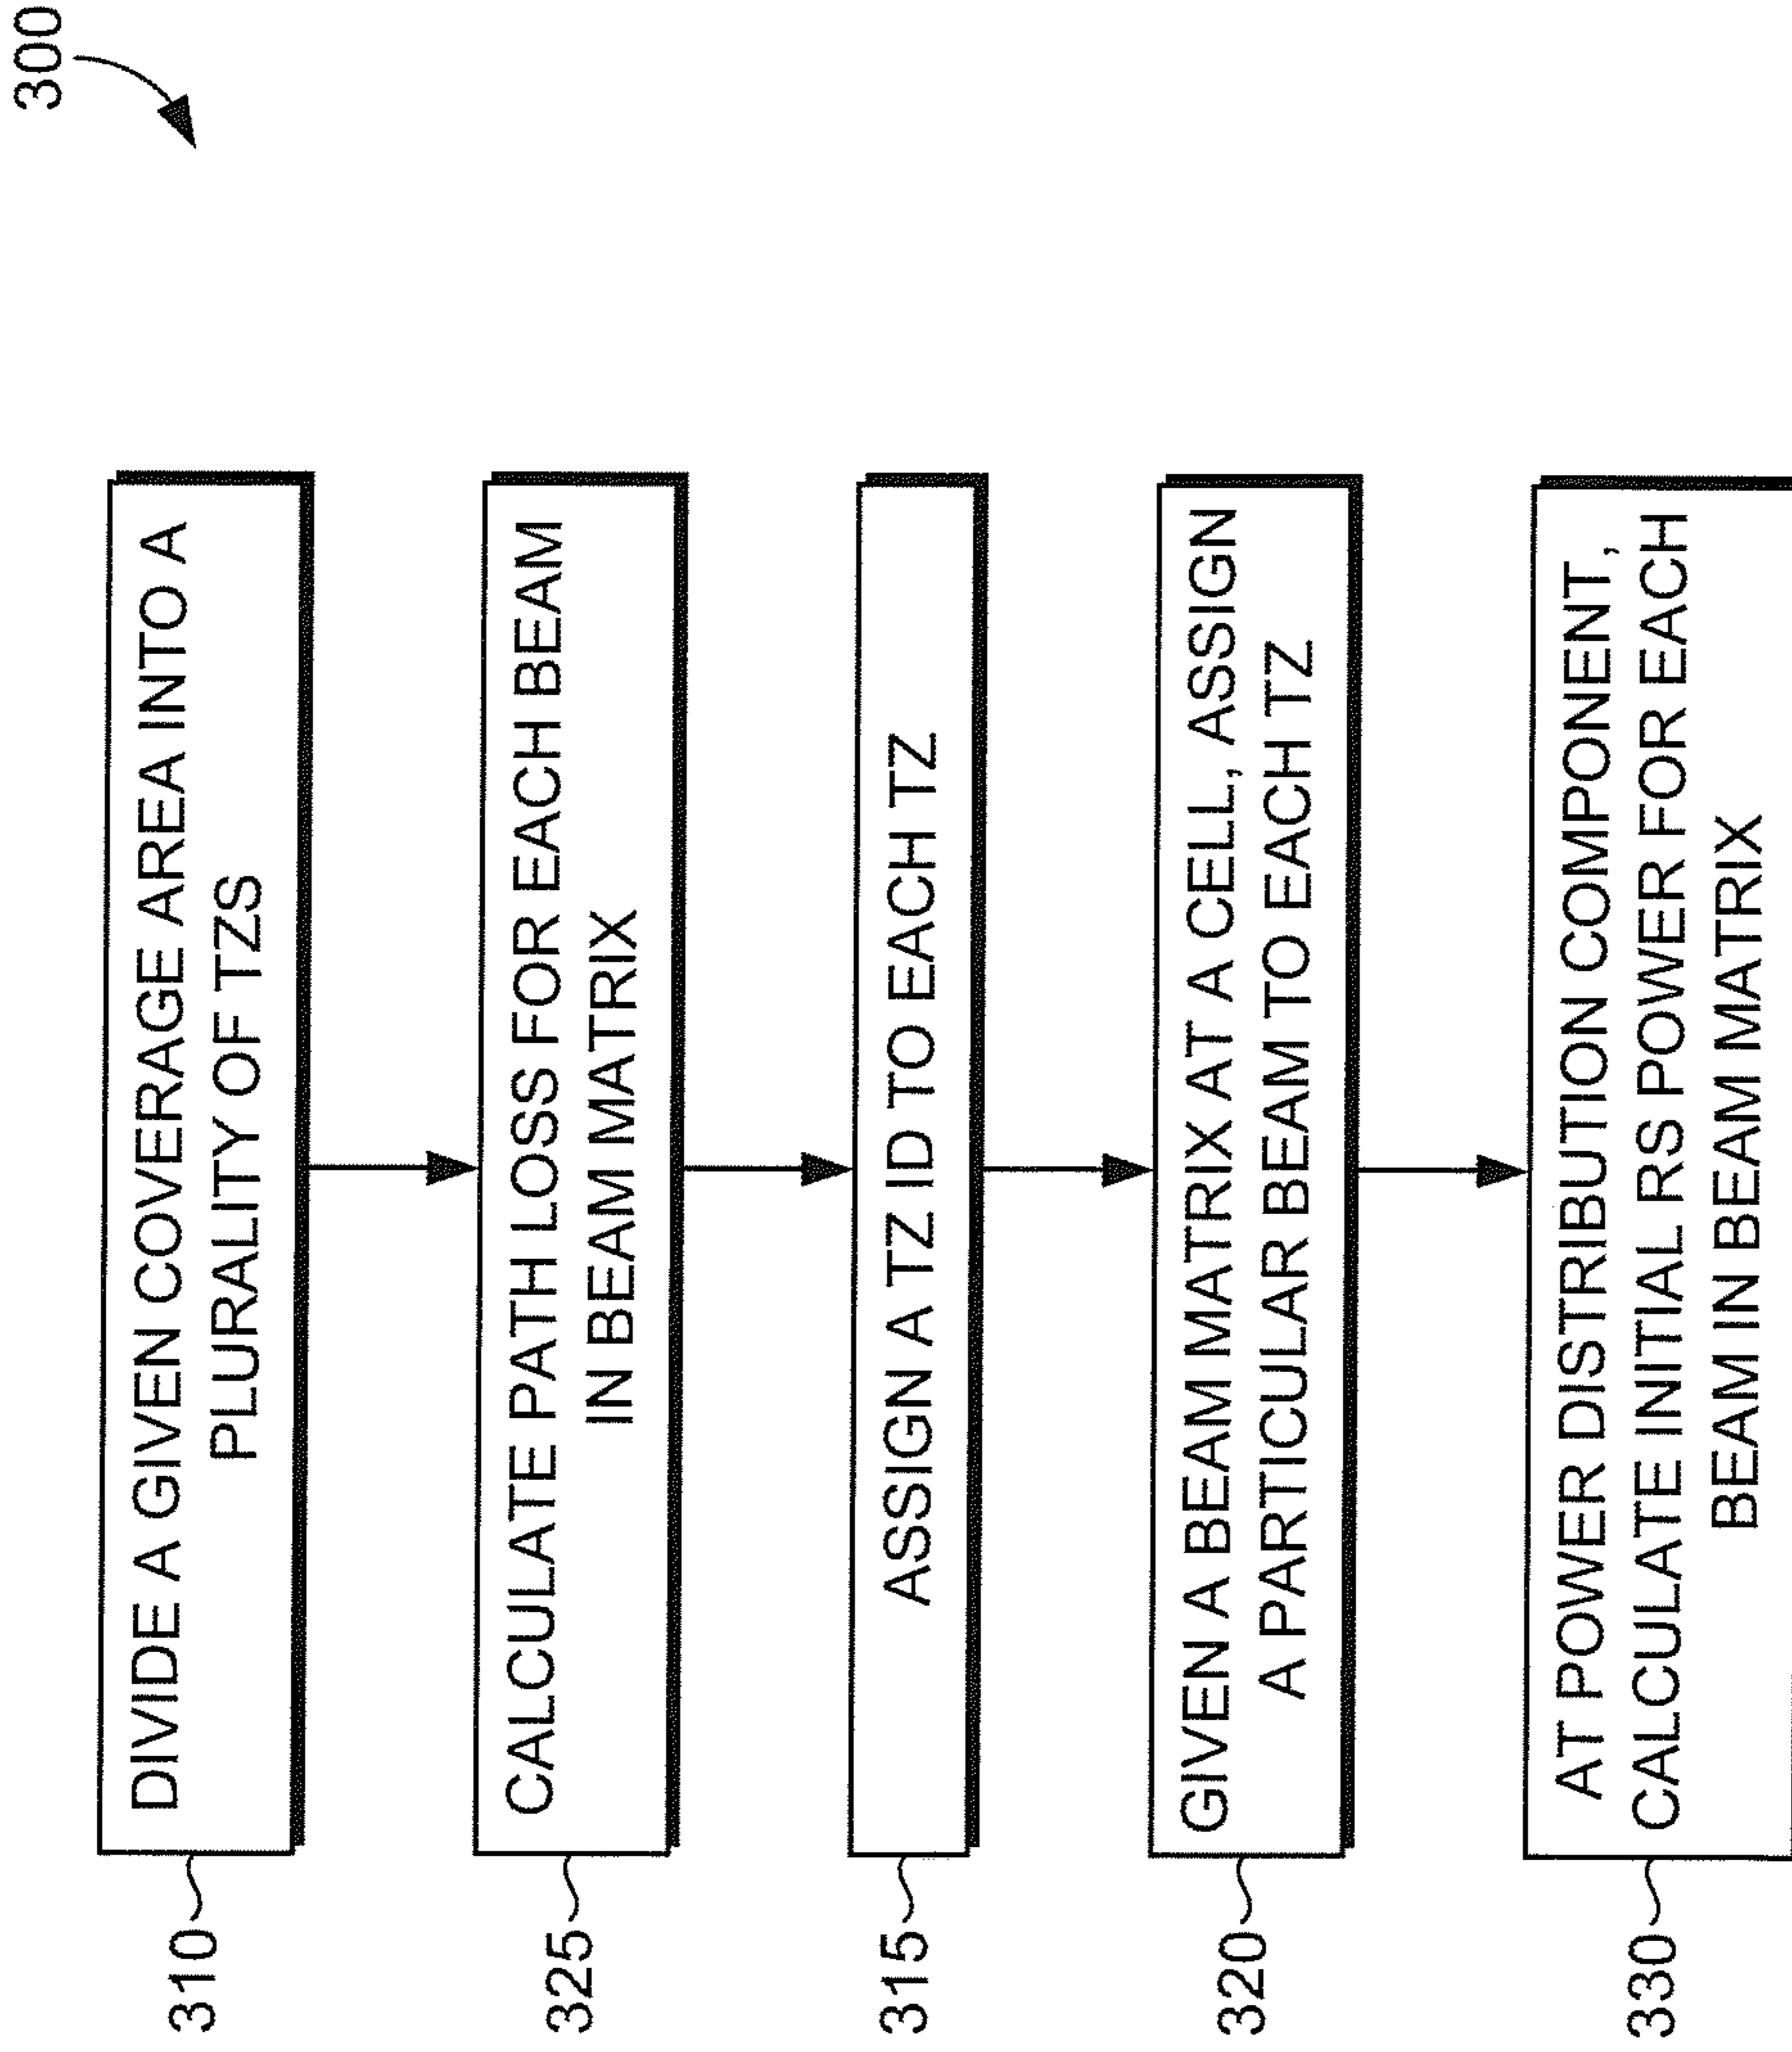 300
310
DIVIDE A GIVEN COVERAGE AREA INTO A
PLURALITY OF TZS
325
CALCULATE PATH LOSS FOR EACH BEAM
IN BEAM MATRIX
315
ASSIGN A TZ ID TO EACH TZ
320
GIVEN A BEAM MATRIX AT A CELL, ASSIGN
A PARTICULAR BEAM TO EACH TZ
330
AT POWER DISTRIBUTION COMPONENT,
CALCULATE INITIAL RS POWER FOR EACH
BEAM IN BEAM MATRIX